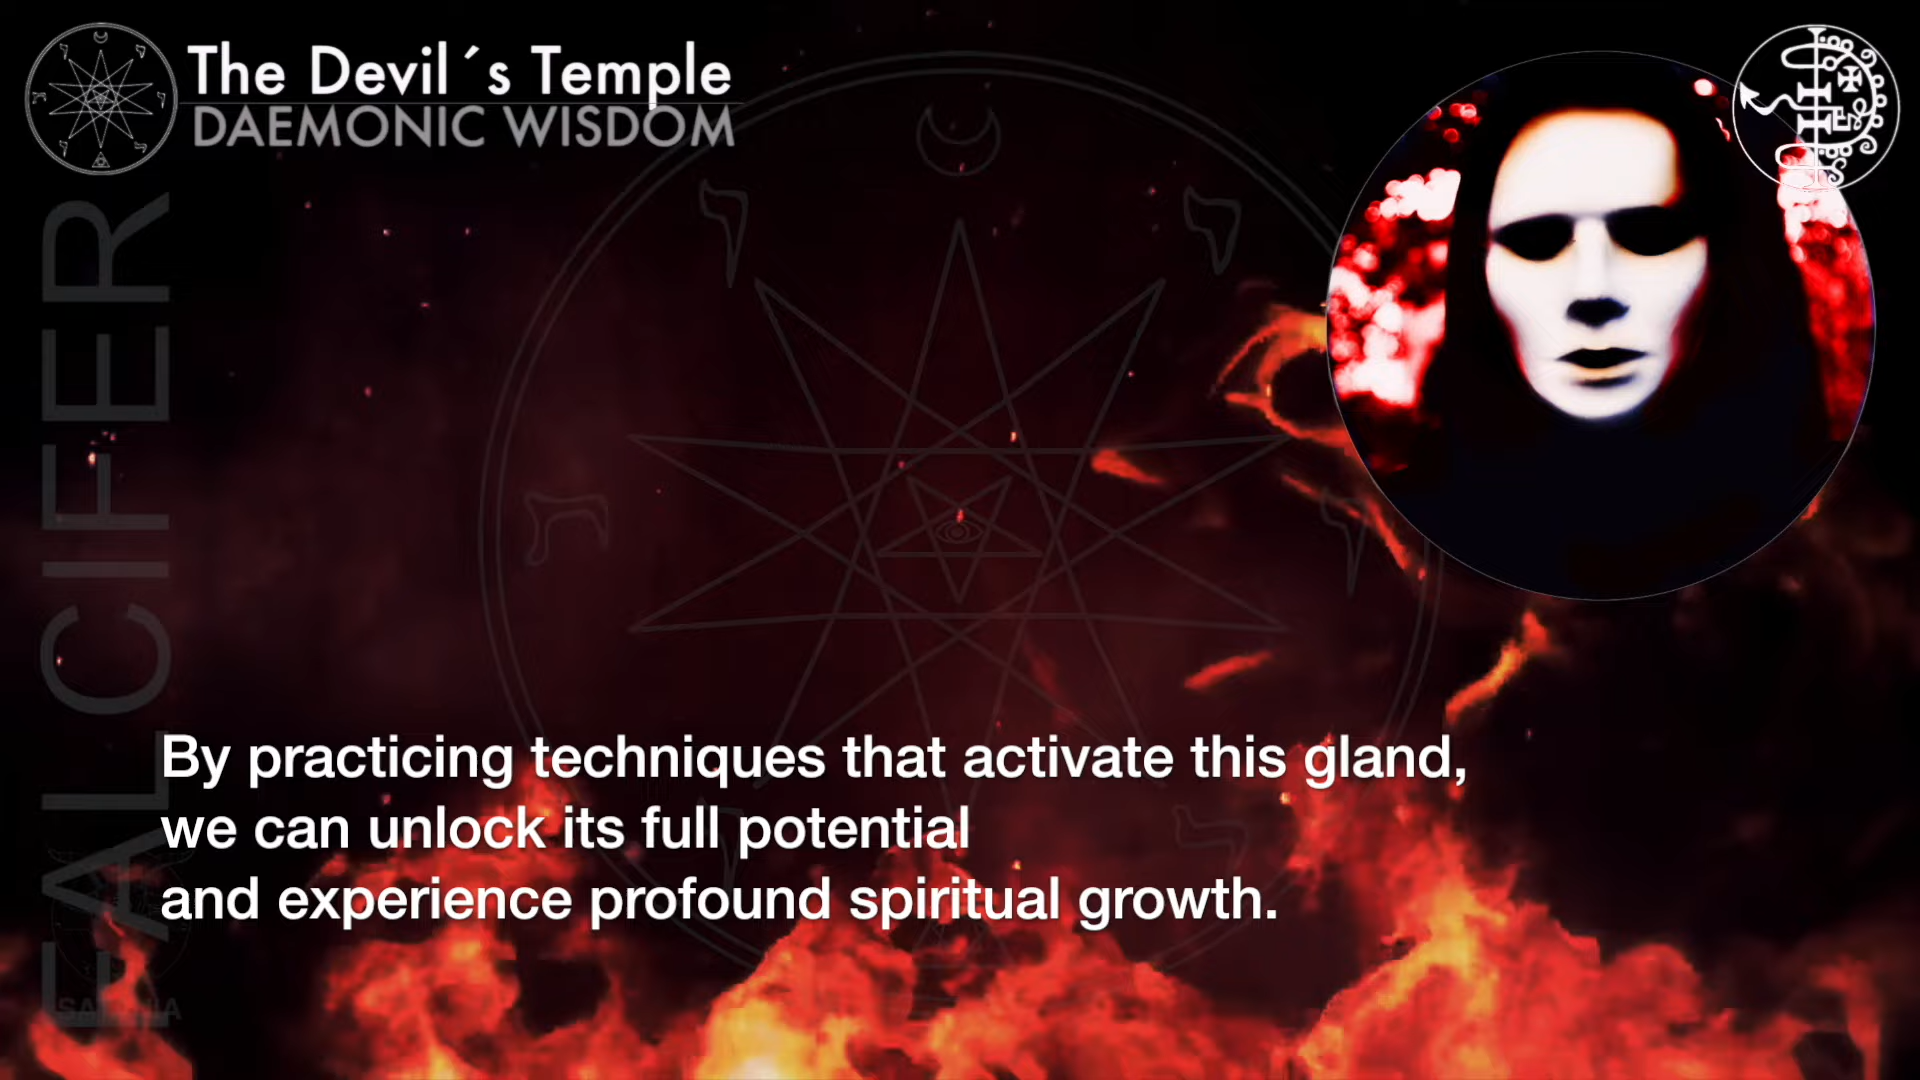 The Devil´s Temple
DAEMONIC WISDOM
FALCIFER
By practicing techniques that activate this gland,
we can unlock its full potential
and experience profound spiritual growth.